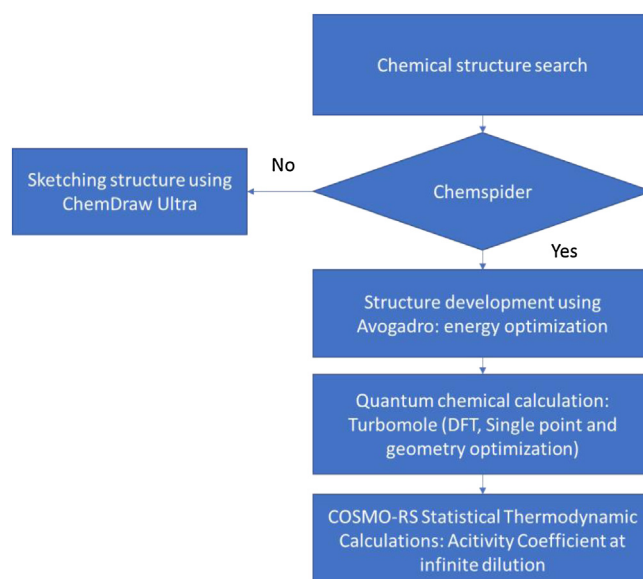 Chemical structure search
No
Sketching structure using
ChemDraw Ultra
Chemspider
Yes
Structure development using
Avogadro: energy optimization
Quantum chemical calculation:
Turbomole (DFT, Single point and
geometry optimization)
COSMO-RS Statistical Thermodynamic
Calculations: Acitivity Coefficient at
infinite dilution